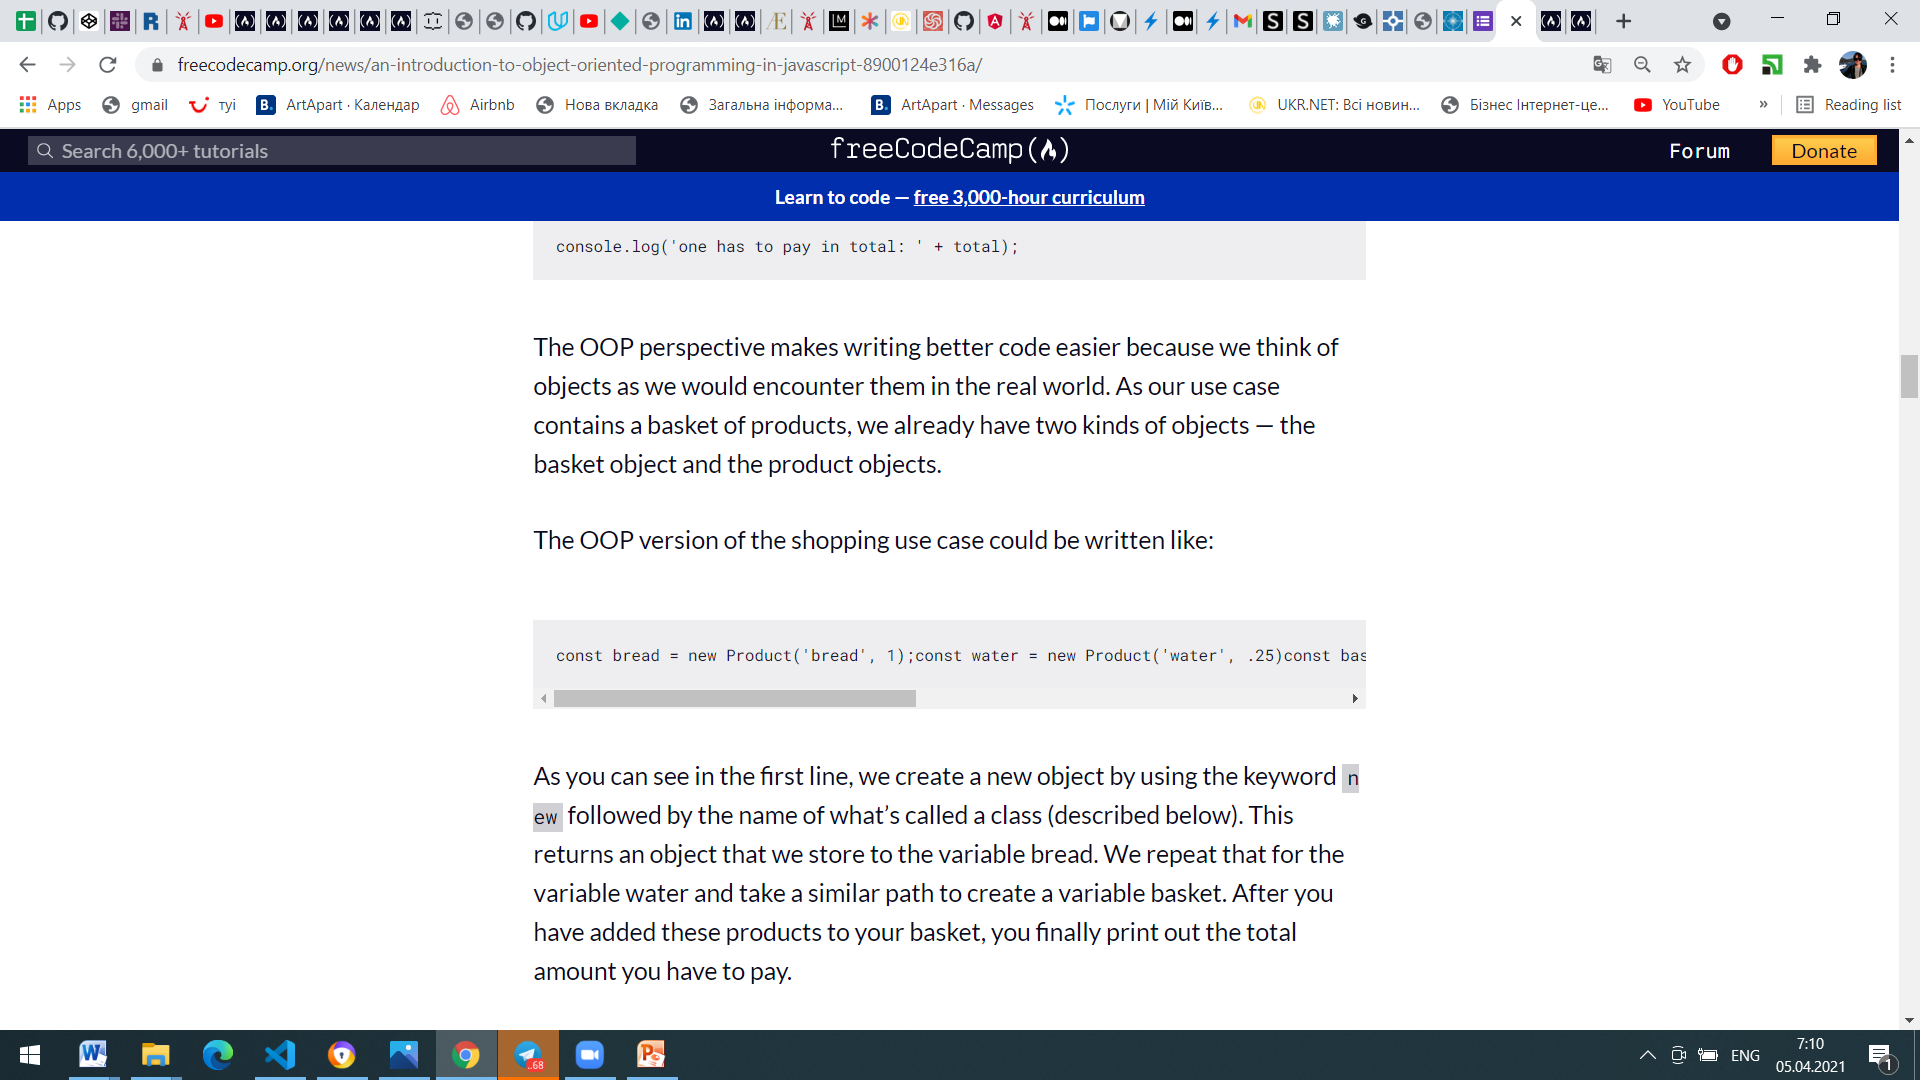 freecodecamp.org/news/an-introduction-to-object-oriented-programming-in-javascript-8900124e316a/
Apps gmail туі B. ArtApart · Календар Airbnb Нова вкладка Загальна інформа... B. ArtApart · Messages Послуги | Мій Київ... UKR.NET: Всі новин... Бізнес Інтернет-це... YouTube » Reading list
Search 6,000+ tutorials freeCodeCamp Forum Donate
Learn to code — free 3,000-hour curriculum
console.log('one has to pay in total: ' + total);
The OOP perspective makes writing better code easier because we think of
objects as we would encounter them in the real world. As our use case
contains a basket of products, we already have two kinds of objects — the
basket object and the product objects.
The OOP version of the shopping use case could be written like:
const bread = new Product('bread', 1);const water = new Product('water', .25)const bas
As you can see in the first line, we create a new object by using the keyword n
ew followed by the name of what’s called a class (described below). This
returns an object that we store to the variable bread. We repeat that for the
variable water and take a similar path to create a variable basket. After you
have added these products to your basket, you finally print out the total
amount you have to pay.
ENG
7:10
05.04.2021
1